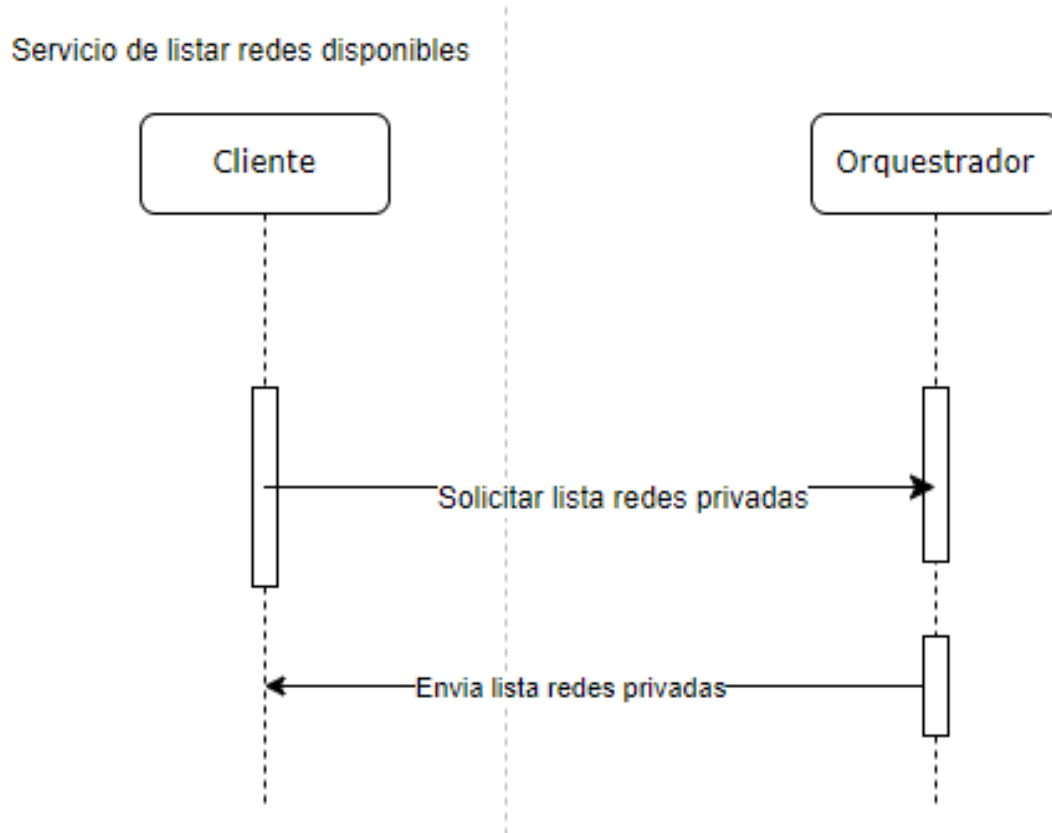 Servicio de listar redes disponibles
Cliente
Orquestrador
Solicitar lista redes privadas
Envia lista redes privadas